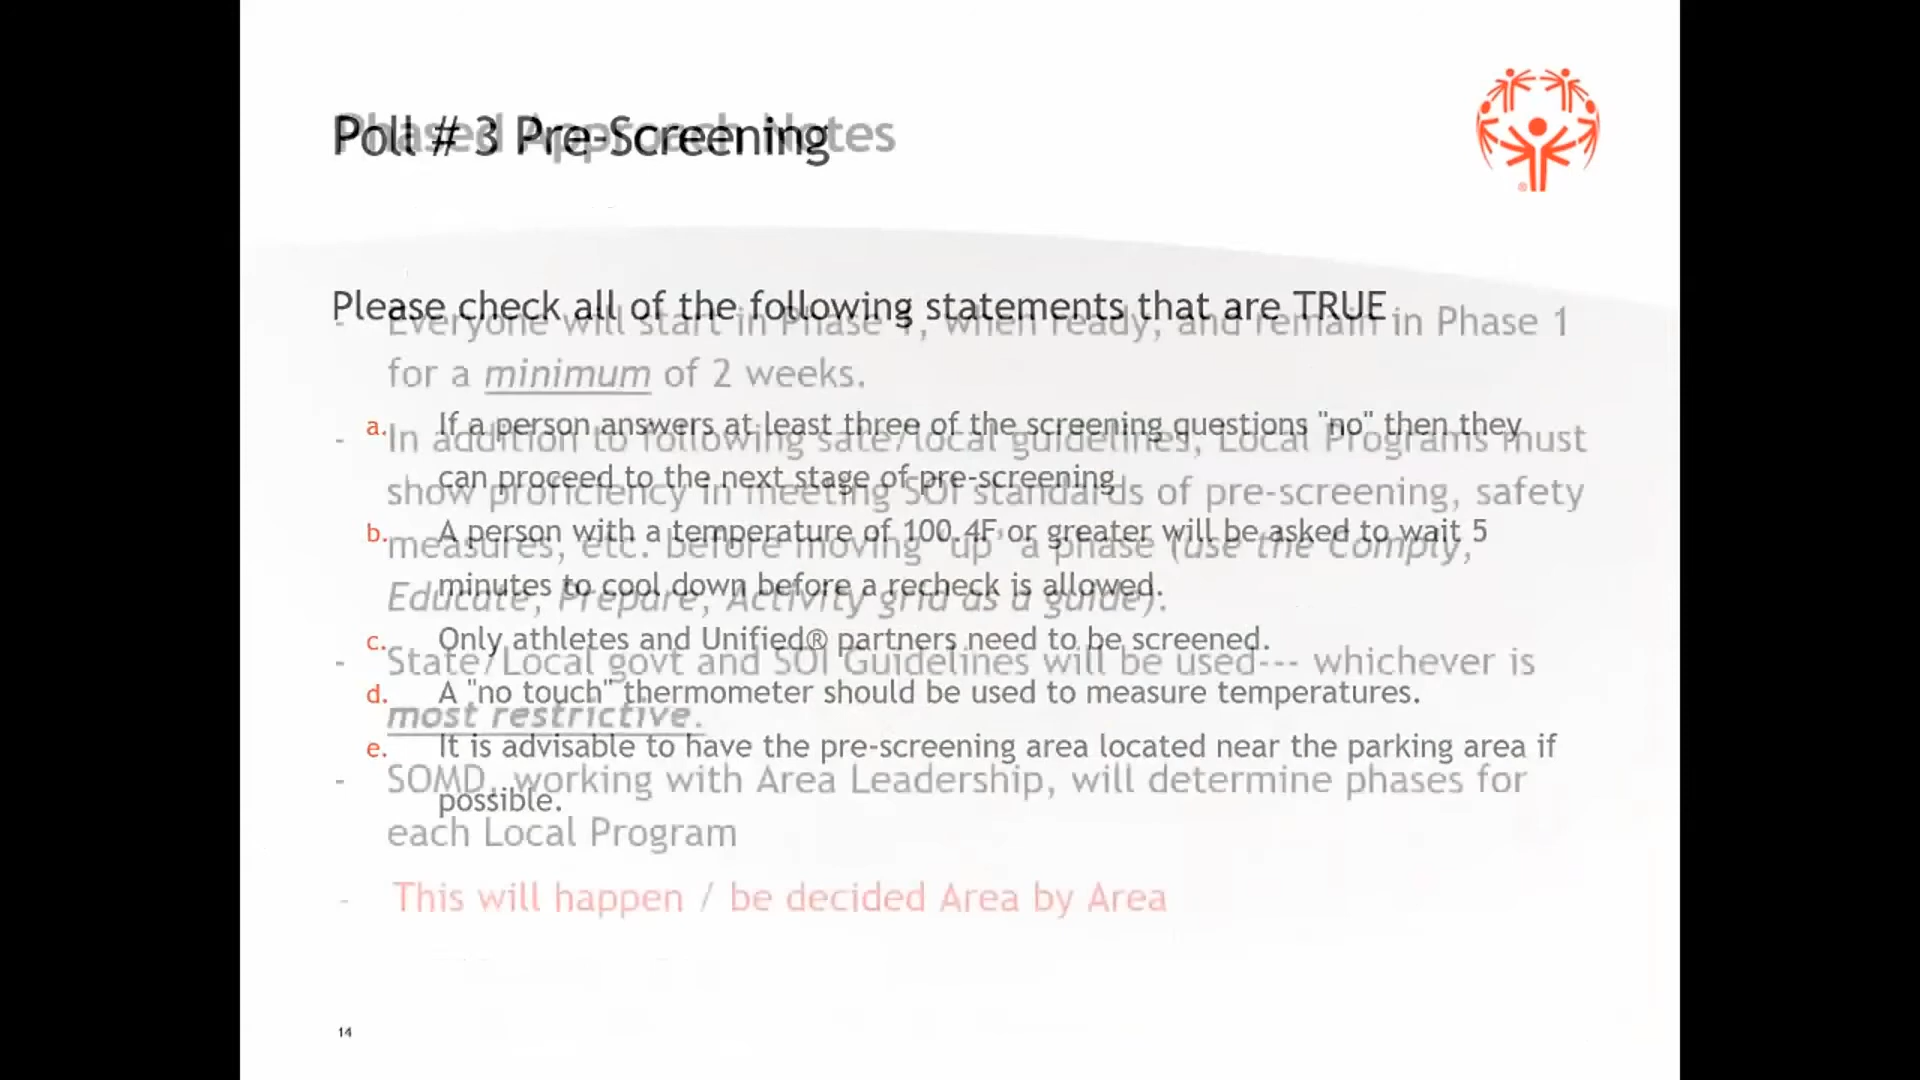 Poll # 3 Pre-Screening
Phased Approach Notes
Please check all of the following statements that are TRUE
- Everyone will start in Phase 1, when ready, and remain in Phase 1
for a minimum of 2 weeks.
a. If a person answers at least three of the screening questions "no" then they
can proceed to the next stage of pre-screening
- In addition to following sate/local guidelines, Local Programs must
show proficiency in meeting SOI standards of pre-screening, safety
measures, etc. before moving "up" a phase (use the Comply,
Educate, Prepare, Activity grid as a guide).
b. A person with a temperature of 100.4F or greater will be asked to wait 5
minutes to cool down before a recheck is allowed.
c. Only athletes and Unified® partners need to be screened.
- State/Local govt and SOI Guidelines will be used--- whichever is
most restrictive.
d. A "no touch" thermometer should be used to measure temperatures.
e. It is advisable to have the pre-screening area located near the parking area if
possible.
- SOMD, working with Area Leadership, will determine phases for
each Local Program
- This will happen / be decided Area by Area
14